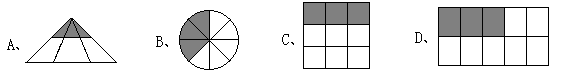 A、 B、 C、 D、